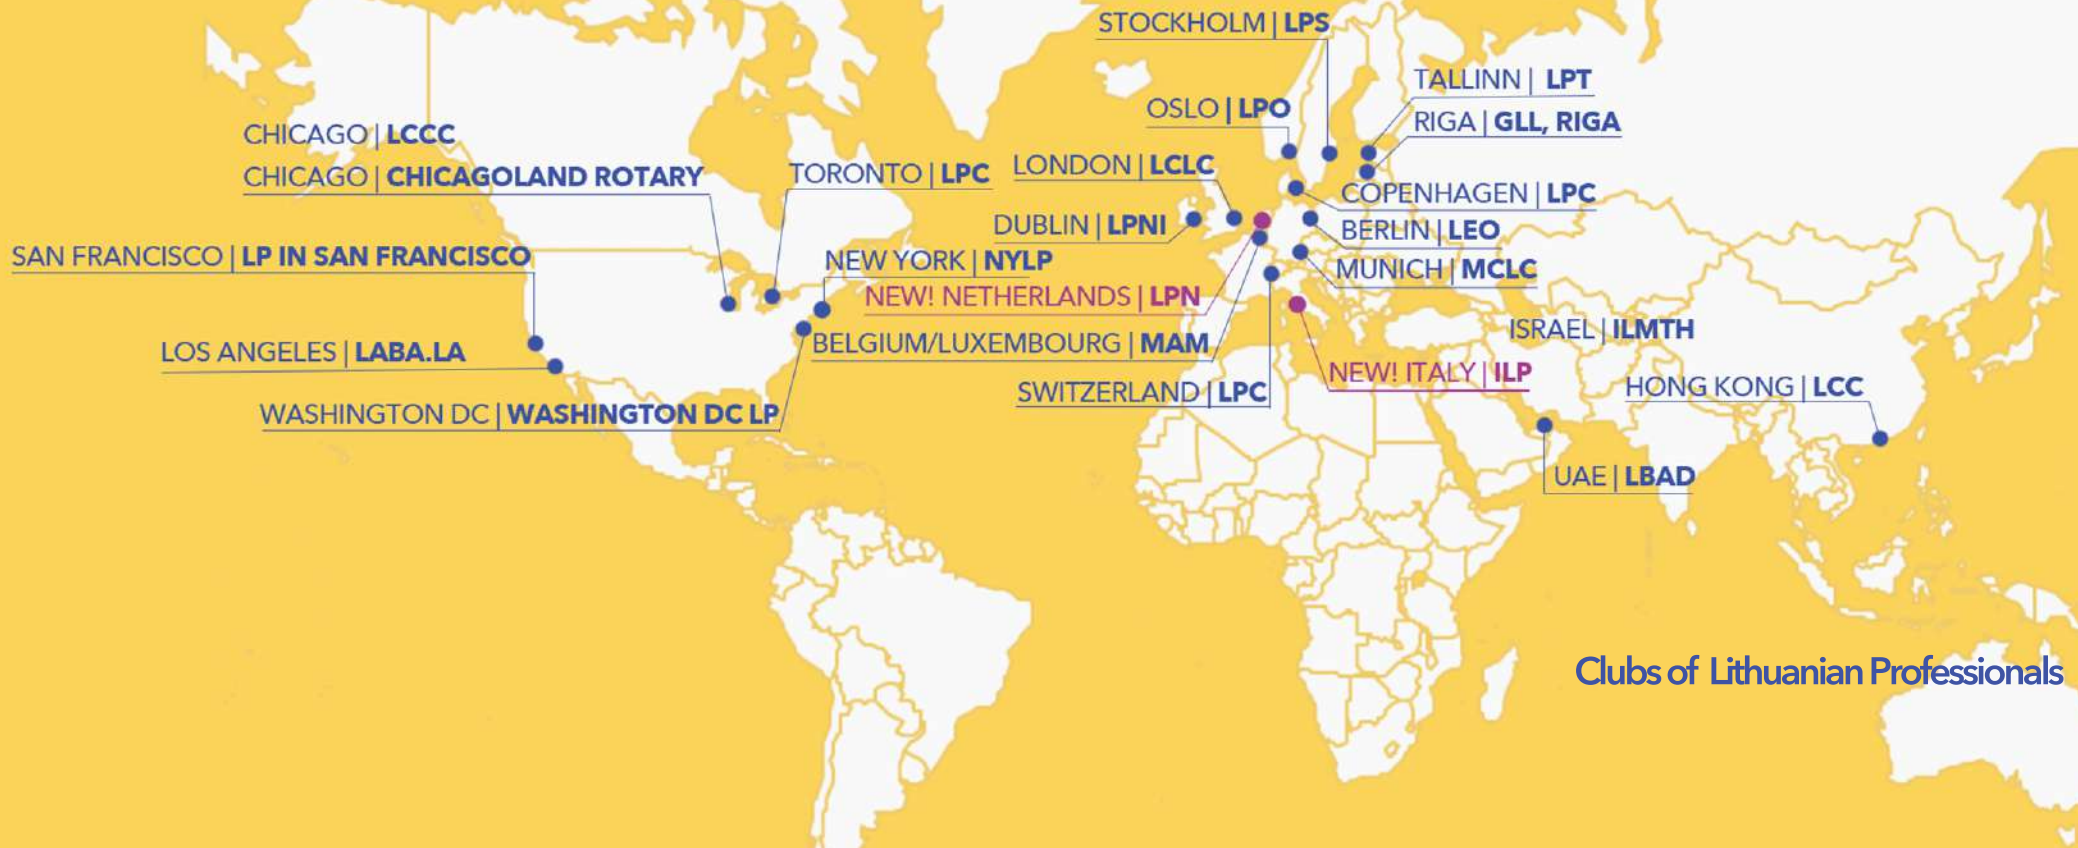 STOCKHOLM | LPS
TALLINN | LPT
OSLO | LPO
RIGA | GLL, RIGA
CHICAGO | LCCC
CHICAGO | CHICAGOLAND ROTARY
TORONTO | LPC
LONDON | LCLC
COPENHAGEN | LPC
DUBLIN | LPNI
BERLIN | LEO
SAN FRANCISCO | LP IN SAN FRANCISCO
NEW YORK | NYLP
MUNICH | MCLC
NEW! NETHERLANDS | LPN
ISRAEL | ILMTH
BELGIUM/LUXEMBOURG | MAM
LOS ANGELES | LABA.LA
NEW! ITALY | ILP
SWITZERLAND | LPC
HONG KONG | LCC
WASHINGTON DC | WASHINGTON DC LP
UAE | LBAD
Clubs of Lithuanian Professionals